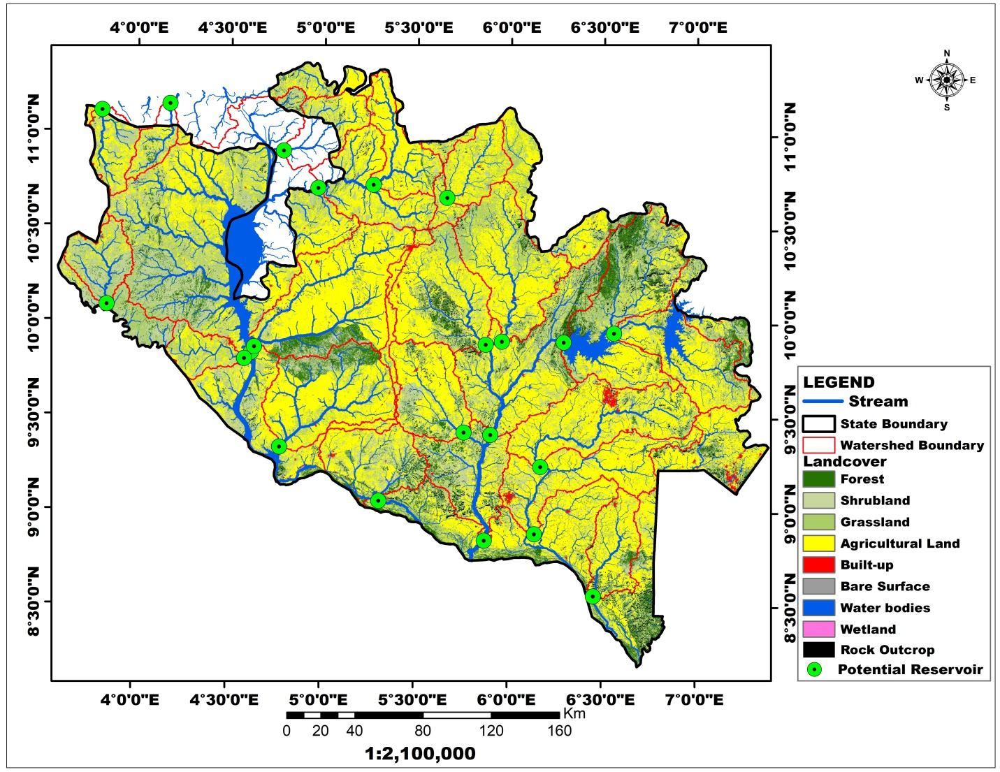 4°0'0"E 4°30'0"E 5°0'0"E 5°30'0"E 6°0'0"E 6°30'0"E 7°0'0"E
N
W E
S
11°0'0"N
10°30'0"N
10°0'0"N
9°30'0"N
9°0'0"N
8°30'0"N
11°0'0"N
10°30'0"N
10°0'0"N
9°30'0"N
9°0'0"N
8°30'0"N
LEGEND
Stream
State Boundary
Watershed Boundary
Landcover
Forest
Shrubland
Grassland
Agricultural Land
Built-up
Bare Surface
Water bodies
Wetland
Rock Outcrop
Potential Reservoir
4°0'0"E 4°30'0"E 5°0'0"E 5°30'0"E 6°0'0"E 6°30'0"E 7°0'0"E
Km
0 20 40 80 120 160
1:2,100,000